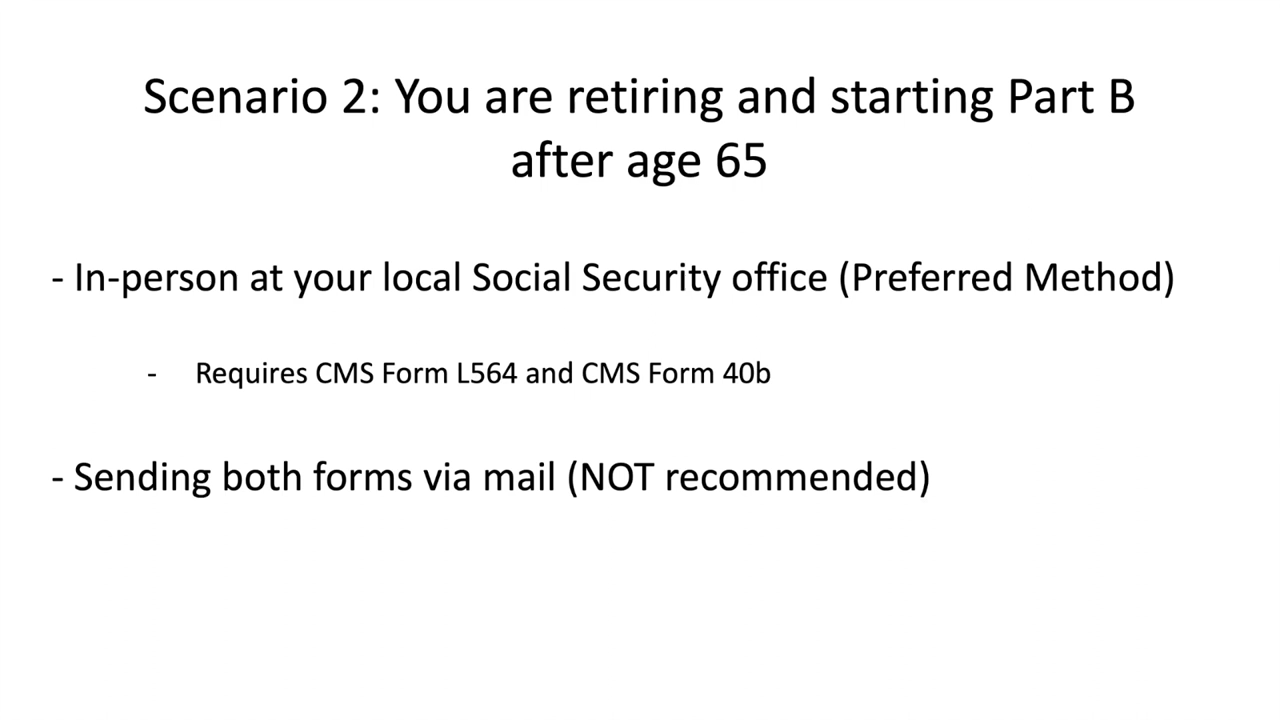 Scenario 2: You are retiring and starting Part B
after age 65
- In-person at your local Social Security office (Preferred Method)
- Requires CMS Form L564 and CMS Form 40b
- Sending both forms via mail (NOT recommended)